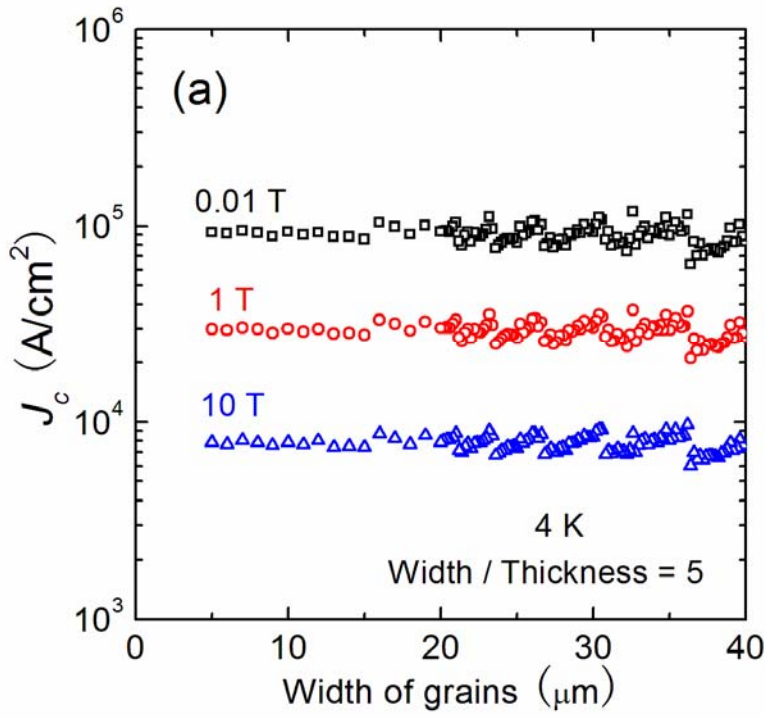 (a)
10^6
10^5
10^4
10^3
J_c (A/cm^2)
0.01 T
1 T
10 T
4 K
Width / Thickness = 5
0 10 20 30 40
Width of grains (μm)